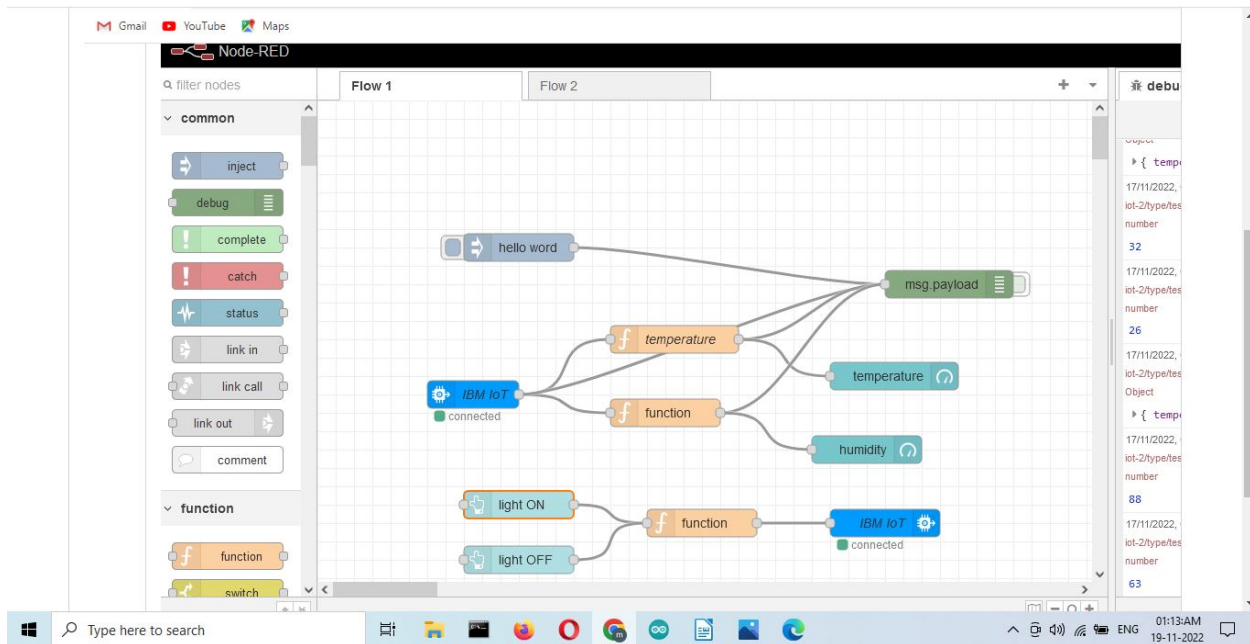 Gmail YouTube Maps
Node-RED
filter nodes
Flow 1 Flow 2
common
inject
debug
complete
catch
status
link in
link call
link out
comment
function
function
switch
hello word
msg.payload
temperature
temperature
IBM IoT
connected
function
humidity
light ON
function
IBM IoT
connected
light OFF
debu
Object
{ tempe
17/11/2022,
iot-2/type/tes
number
32
17/11/2022,
iot-2/type/tes
number
26
17/11/2022,
iot-2/type/tes
Object
{ tempe
17/11/2022,
iot-2/type/tes
number
88
17/11/2022,
iot-2/type/tes
number
63
Type here to search
ENG
01:13:AM
19-11-2022